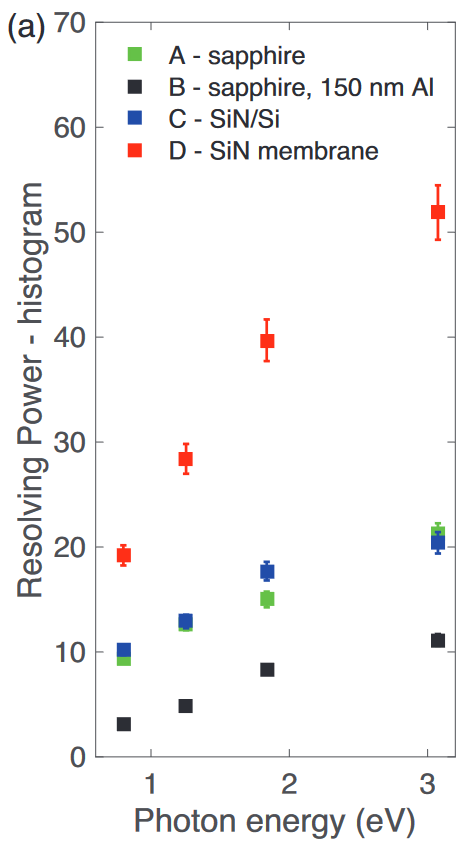 (a)
70
60
50
40
30
20
10
0
Resolving Power - histogram
A - sapphire
B - sapphire, 150 nm Al
C - SiN/Si
D - SiN membrane
1 2 3
Photon energy (eV)